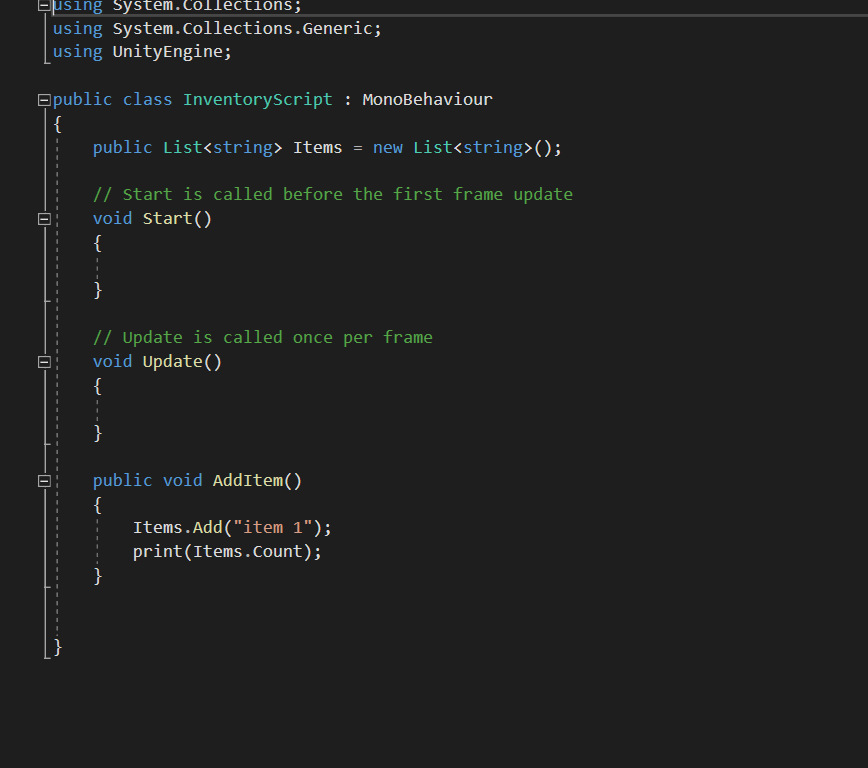 using System.Collections;
using System.Collections.Generic;
using UnityEngine;
public class InventoryScript : MonoBehaviour
{
public List<string> Items = new List<string>();
// Start is called before the first frame update
void Start()
{
}
// Update is called once per frame
void Update()
{
}
public void AddItem()
{
Items.Add("item 1");
print(Items.Count);
}
}